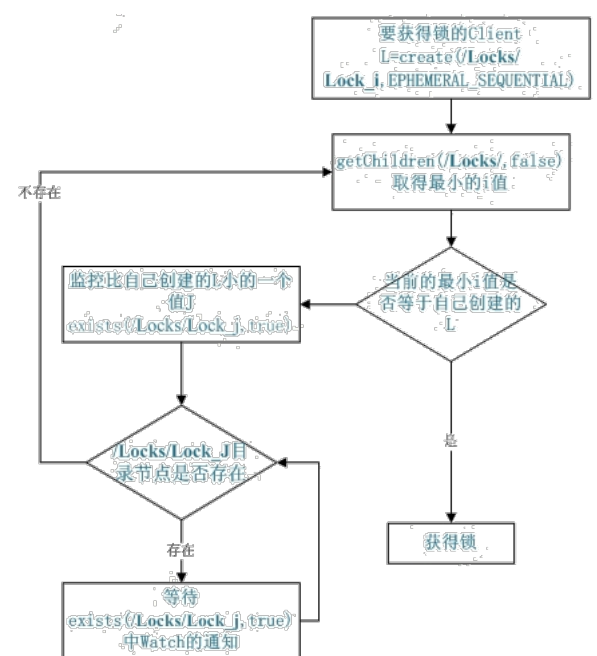 要获得锁的Client
L=create(/Locks/
Lock_i,EPHEMERAL_SEQUENTIAL)
getChildren(/Locks/,false)
取得最小的i值
不存在
当前的最小i值是
否等于自己创建的
L
监控比自己创建的L小的一个
值J
exists(/Locks/Lock_j,true)
/Locks/Lock_J目
录节点是否存在
是
获得锁
存在
等待
exists(/Locks/Lock_j,true)
中Watch的通知